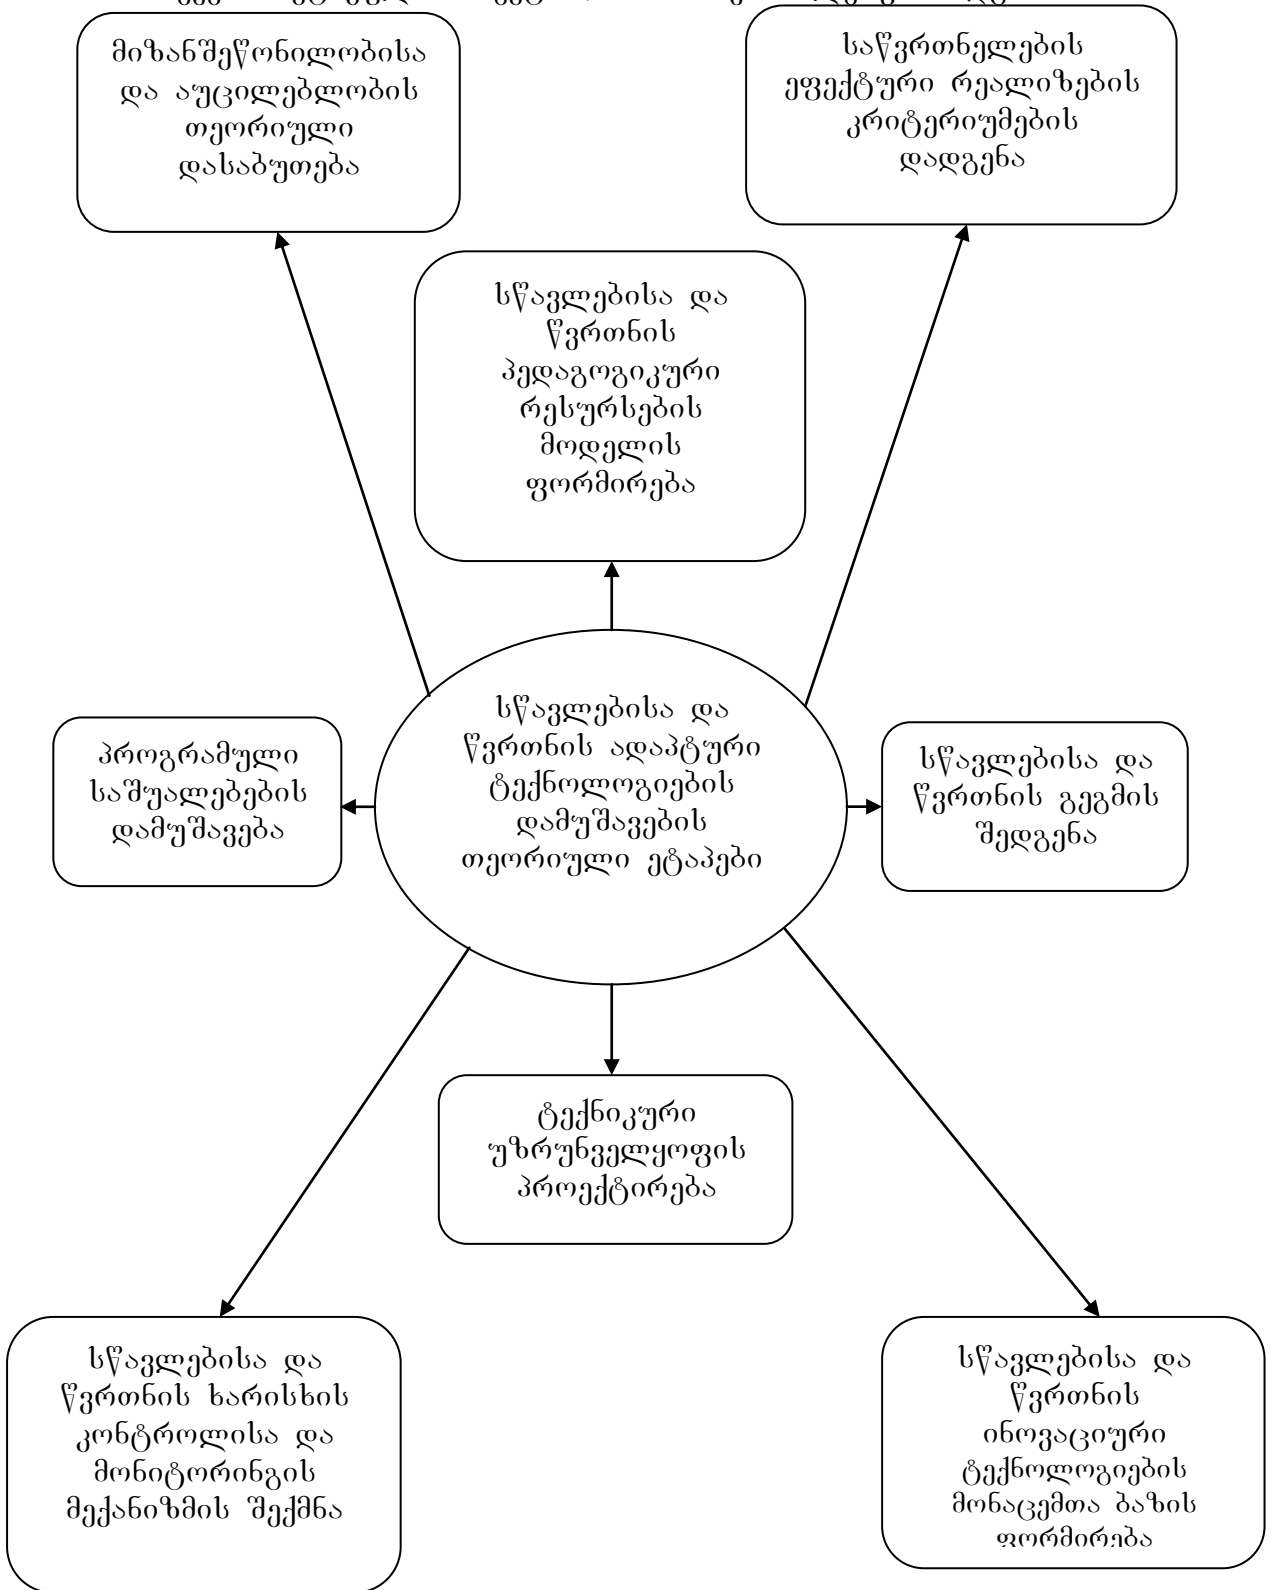 მიზანშეწონილობისა
და აუცილებლობის
თეორიული
დასაბუთება
საწვრთნელების
ეფექტური რეალიზების
კრიტერიუმების
დადგენა
სწავლებისა და
წვრთნის
პედაგოგიკური
რესურსების
მოდელის
ფორმირება
სწავლებისა და
წვრთნის ადაპტური
ტექნოლოგიების
დამუშავების
თეორიული ეტაპები
პროგრამული
საშუალებების
დამუშავება
სწავლებისა და
წვრთნის გეგმის
შედგენა
ტექნიკური
უზრუნველყოფის
პროექტირება
სწავლებისა და
წვრთნის ხარისხის
კონტროლისა და
მონიტორინგის
მექანიზმის შექმნა
სწავლებისა და
წვრთნის
ინოვაციური
ტექნოლოგიების
მონაცემთა ბაზის
ფორმირება